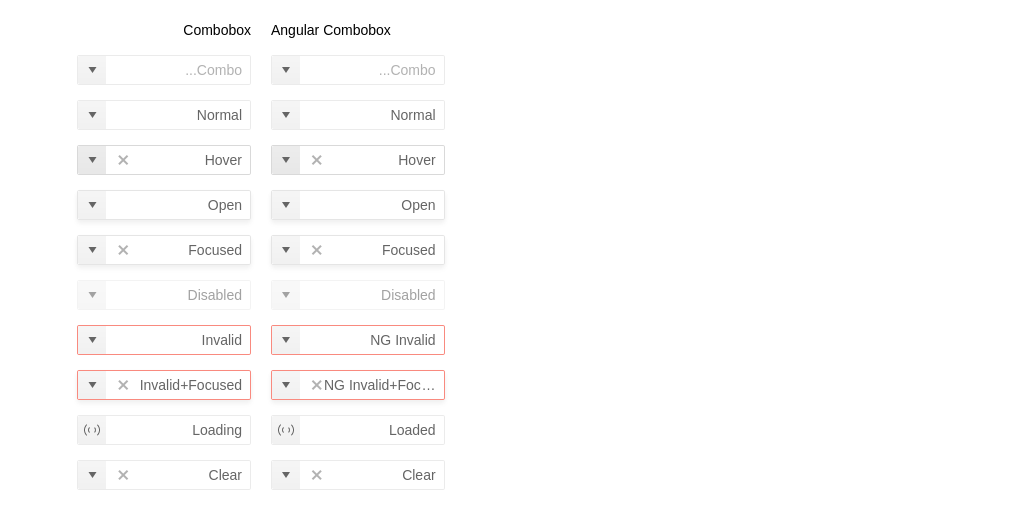 Combobox Angular Combobox
...Combo ...Combo
Normal Normal
Hover Hover
Open Open
Focused Focused
Disabled Disabled
Invalid NG Invalid
Invalid+Focused NG Invalid+Foc…
Loading Loaded
Clear Clear